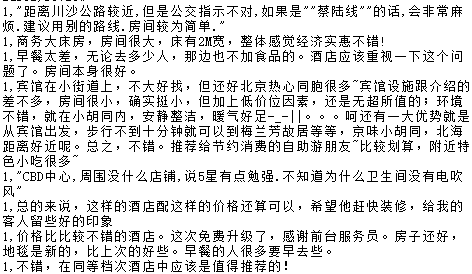 1,"距离川沙公路较近,但是公交指示不对,如果是""蔡陆线""的话,会非常麻
烦.建议用别的路线.房间较为简单."
1,商务大床房，房间很大，床有2M宽，整体感觉经济实惠不错!
1,早餐太差，无论去多少人，那边也不加食品的。酒店应该重视一下这个问
题了。房间本身很好。
1,宾馆在小街道上，不大好找，但还好北京热心同胞很多~宾馆设施跟介绍的
差不多，房间很小，确实挺小，但加上低价位因素，还是无超所值的；环境
不错，就在小胡同内，安静整洁，暖气好足-_-||。。。呵还有一大优势就是
从宾馆出发，步行不到十分钟就可以到梅兰芳故居等等，京味小胡同，北海
距离好近呢。总之，不错。推荐给节约消费的自助游朋友~比较划算，附近特
色小吃很多~
1,"CBD中心,周围没什么店铺,说5星有点勉强.不知道为什么卫生间没有电吹
风"
1,总的来说，这样的酒店配这样的价格还算可以，希望他赶快装修，给我的
客人留些好的印象
1,价格比比较不错的酒店。这次免费升级了，感谢前台服务员。房子还好，
地毯是新的，比上次的好些。早餐的人很多要早去些。
1,不错，在同等档次酒店中应该是值得推荐的！